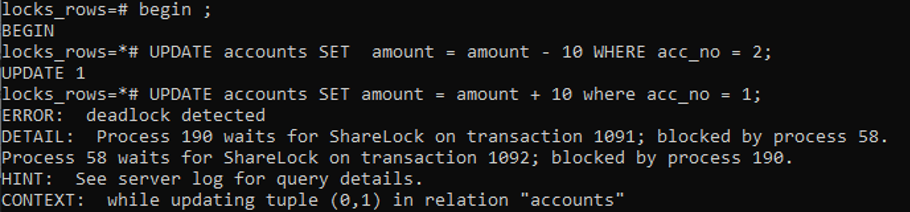 locks_rows=# begin ;
BEGIN
locks_rows=*# UPDATE accounts SET  amount = amount - 10 WHERE acc_no = 2;
UPDATE 1
locks_rows=*# UPDATE accounts SET amount = amount + 10 where acc_no = 1;
ERROR:  deadlock detected
DETAIL:  Process 190 waits for ShareLock on transaction 1091; blocked by process 58.
Process 58 waits for ShareLock on transaction 1092; blocked by process 190.
HINT:  See server log for query details.
CONTEXT:  while updating tuple (0,1) in relation "accounts"